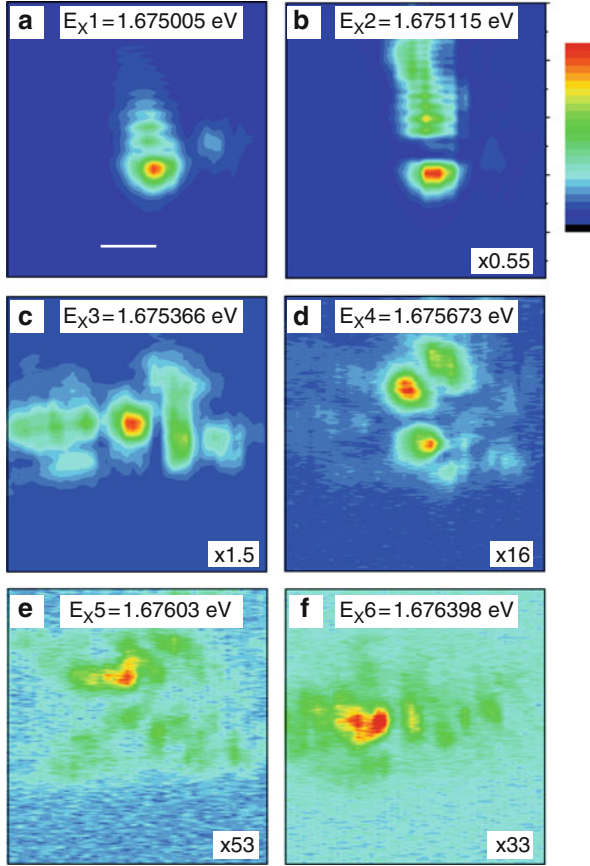 a
E_X1=1.675005 eV
b
E_X2=1.675115 eV
x0.55
c
E_X3=1.675366 eV
x1.5
d
E_X4=1.675673 eV
x16
e
E_X5=1.67603 eV
x53
f
E_X6=1.676398 eV
x33